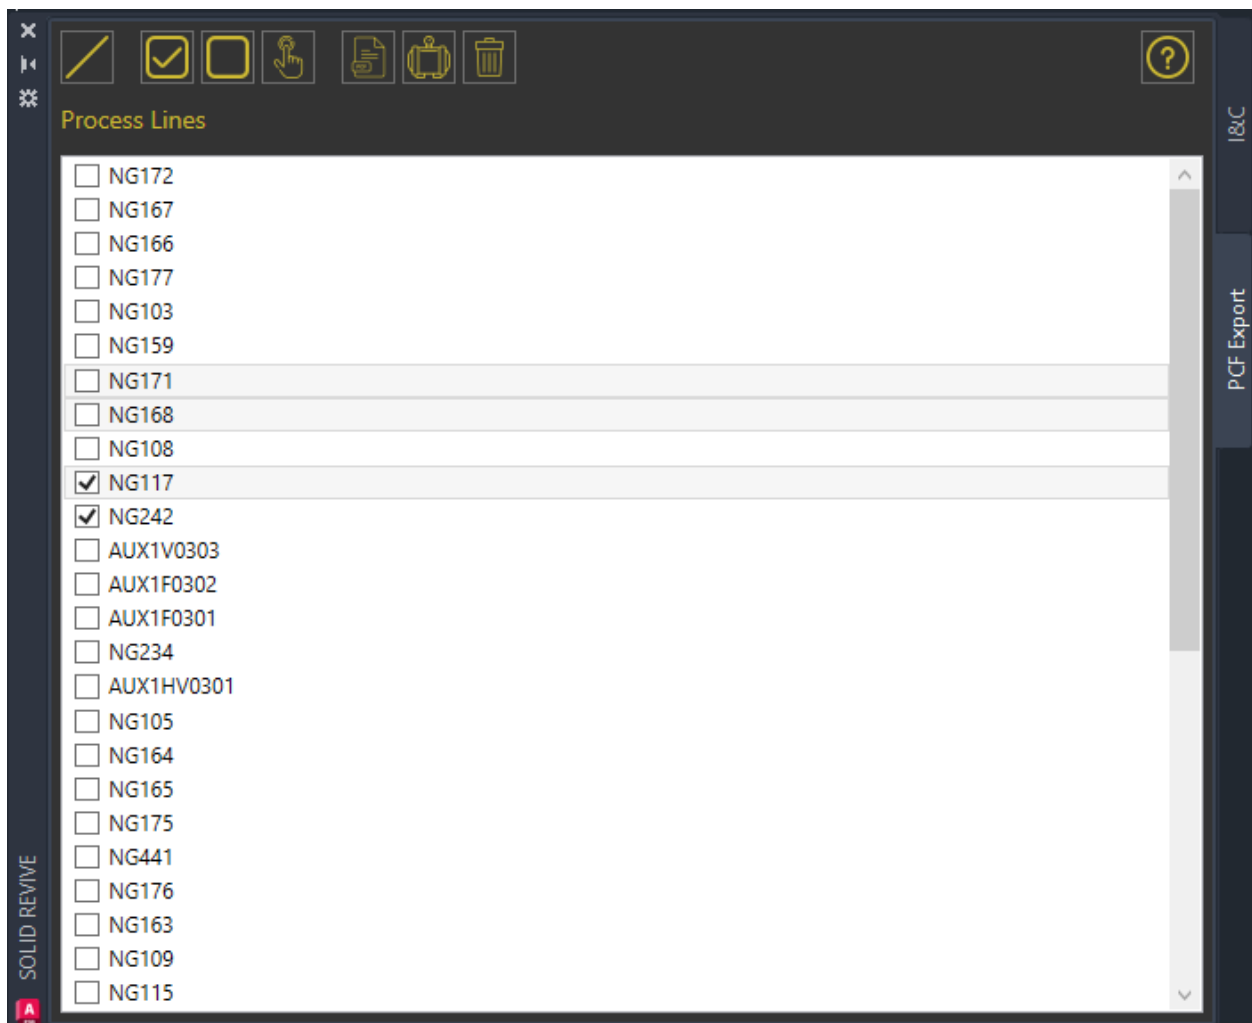 ?
Process Lines
NG172
NG167
NG166
NG177
NG103
NG159
NG171
NG168
NG108
NG117
NG242
AUX1V0303
AUX1F0302
AUX1F0301
NG234
AUX1HV0301
NG105
NG164
NG165
NG175
NG441
NG176
NG163
NG109
NG115
I&C
PCF Export
SOLID REVIVE
A